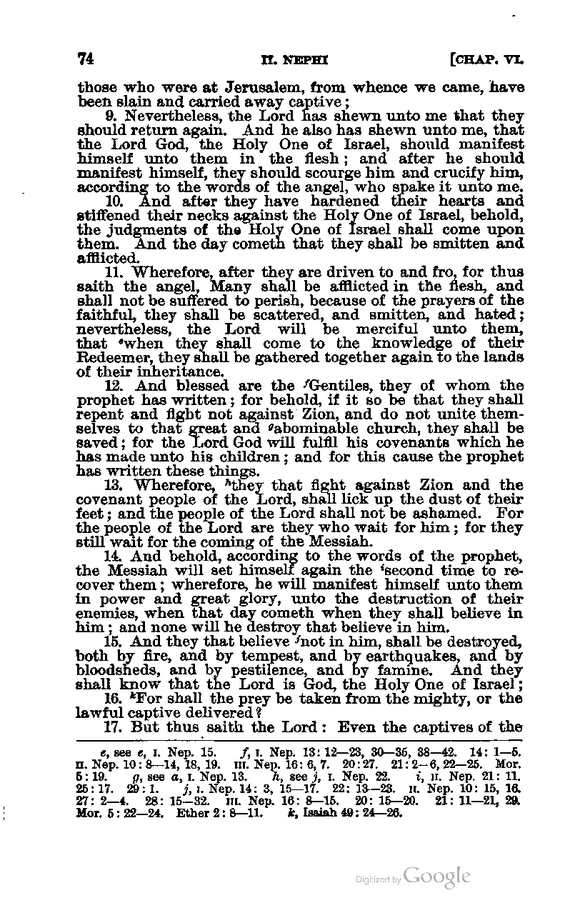 74 II. NEPHI [CHAP. VI.
those who were at Jerusalem, from whence we came, have
been slain and carried away captive;
9. Nevertheless, the Lord has shewn unto me that they
should return again. And he also has shewn unto me, that
the Lord God, the Holy One of Israel, should manifest
himself unto them in the flesh; and after he should
manifest himself, they should scourge him and crucify him,
according to the words of the angel, who spake it unto me.
10. And after they have hardened their hearts and
stiffened their necks against the Holy One of Israel, behold,
the judgments of the Holy One of Israel shall come upon
them. And the day cometh that they shall be smitten and
afflicted.
11. Wherefore, after they are driven to and fro, for thus
saith the angel, Many shall be afflicted in the flesh, and
shall not be suffered to perish, because of the prayers of the
faithful, they shall be scattered, and smitten, and hated;
nevertheless, the Lord will be merciful unto them,
that ᵉwhen they shall come to the knowledge of their
Redeemer, they shall be gathered together again to the lands
of their inheritance.
12. And blessed are the ᶠGentiles, they of whom the
prophet has written; for behold, if it so be that they shall
repent and fight not against Zion, and do not unite them-
selves to that great and ᵍabominable church, they shall be
saved; for the Lord God will fulfil his covenants which he
has made unto his children; and for this cause the prophet
has written these things.
13. Wherefore, ʰthey that fight against Zion and the
covenant people of the Lord, shall lick up the dust of their
feet; and the people of the Lord shall not be ashamed. For
the people of the Lord are they who wait for him; for they
still wait for the coming of the Messiah.
14. And behold, according to the words of the prophet,
the Messiah will set himself again the ⁱsecond time to re-
cover them; wherefore, he will manifest himself unto them
in power and great glory, unto the destruction of their
enemies, when that day cometh when they shall believe in
him; and none will he destroy that believe in him.
15. And they that believe ʲnot in him, shall be destroyed,
both by fire, and by tempest, and by earthquakes, and by
bloodsheds, and by pestilence, and by famine. And they
shall know that the Lord is God, the Holy One of Israel;
16. ᵏFor shall the prey be taken from the mighty, or the
lawful captive delivered?
17. But thus saith the Lord: Even the captives of the
e, see e, I. Nep. 15. f, I. Nep. 13: 12—23, 30—36, 38—42. 14: 1—5.
II. Nep. 10: 8—14, 18, 19. III. Nep. 16: 6, 7. 20: 27. 21: 2—6, 22—25. Mor.
5: 19. g, see a, I. Nep. 13. h, see j, I. Nep. 22. i, II. Nep. 21: 11.
25: 17. 29: 1. j, I. Nep. 14: 3, 15—17. 22: 13—23. II. Nep. 10: 15, 16.
27: 2—4. 28: 15—32. III. Nep. 16: 8—15. 20: 15—20. 21: 11—21, 29.
Mor. 5: 22—24. Ether 2: 8—11. k, Isaiah 49: 24—26.
Digitized by Google